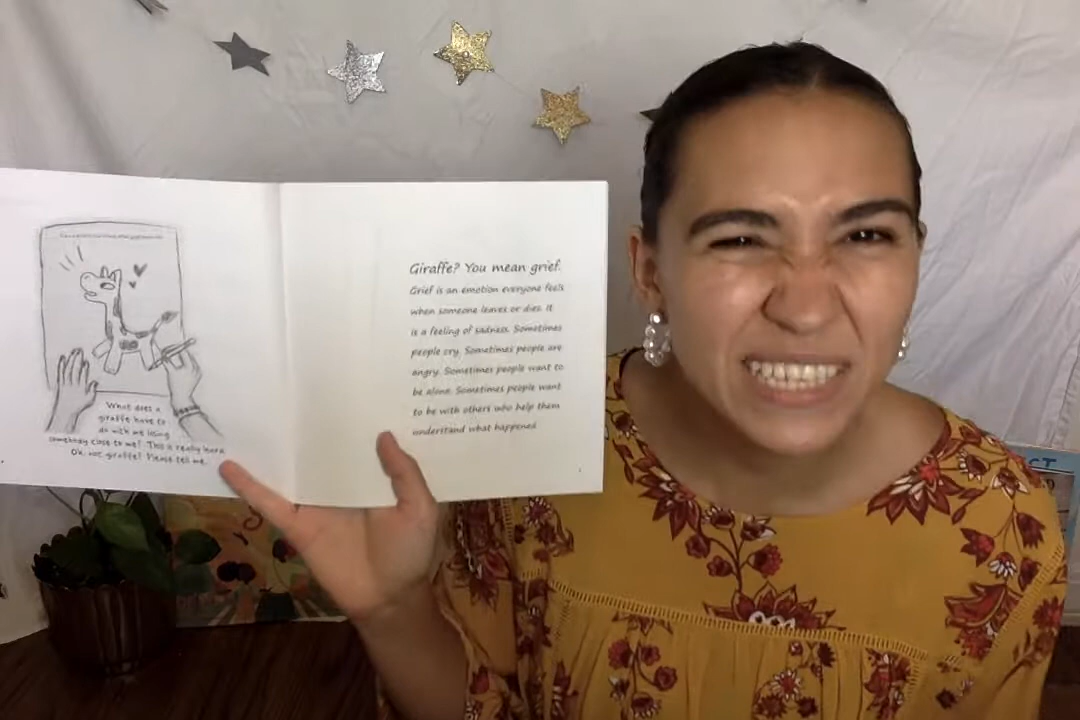 What does a
giraffe have to
do with me losing
somebody close to me? This is really hard.
Oh, not giraffe? Please tell me.
Giraffe? You mean grief.
Grief is an emotion everyone feels
when someone leaves or dies. It
is a feeling of sadness. Sometimes
people cry. Sometimes people are
angry. Sometimes people want to
be alone. Sometimes people want
to be with others who help them
understand what happened